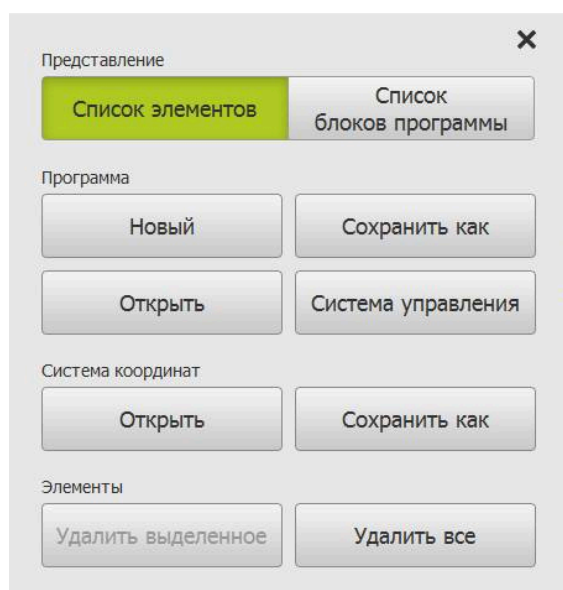 Представление
Список элементов
Список
блоков программы
Программа
Новый
Сохранить как
Открыть
Система управления
Система координат
Открыть
Сохранить как
Элементы
Удалить выделенное
Удалить все